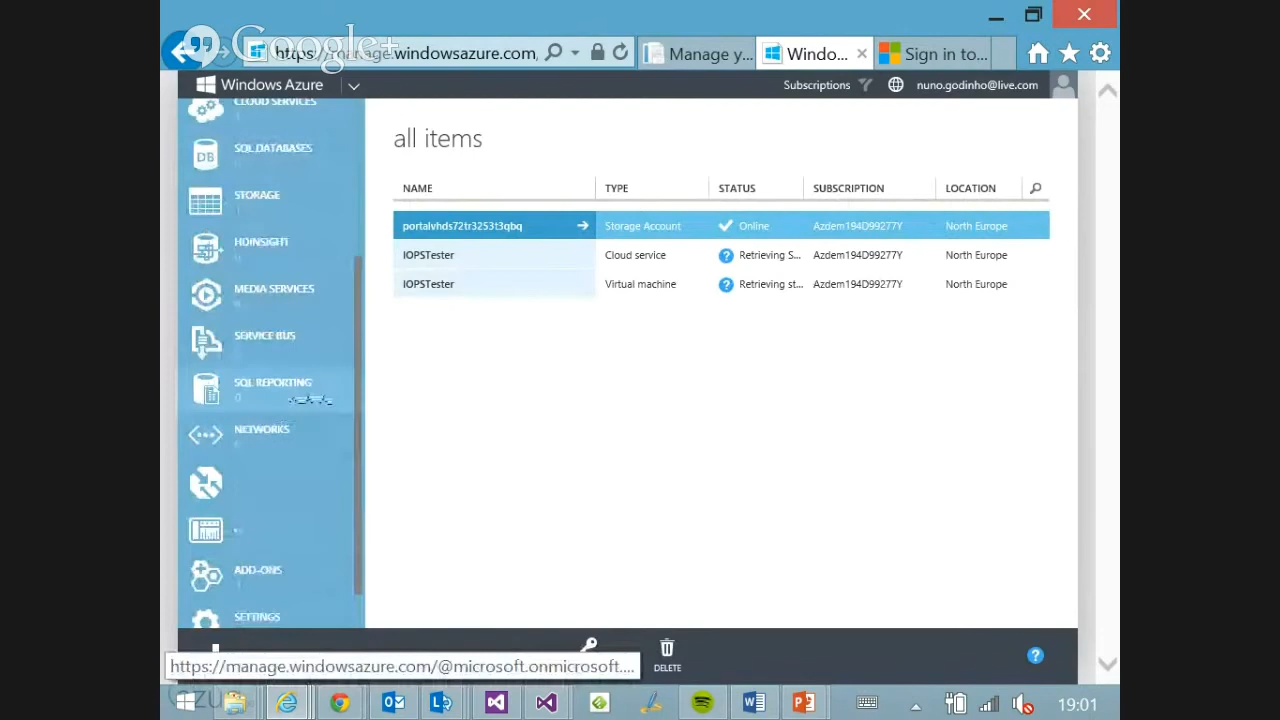 Google+
https://manage.windowsazure.com,
Manage y...
Windo...
Sign in to...
Windows Azure
Subscriptions
nuno.godinho@live.com
CLOUD SERVICES
1
SQL DATABASES
STORAGE
HDINSIGHT
MEDIA SERVICES
SERVICE BUS
SQL REPORTING
0
NETWORKS
ADD-ONS
SETTINGS
all items
NAME TYPE STATUS SUBSCRIPTION LOCATION
portalvhds72tr3253t3qbq Storage Account Online Azdem194D99277Y North Europe
IOPSTester Cloud service Retrieving S... Azdem194D99277Y North Europe
IOPSTester Virtual machine Retrieving st... Azdem194D99277Y North Europe
DELETE
https://manage.windowsazure.com/@microsoft.onmicrosoft....
19:01